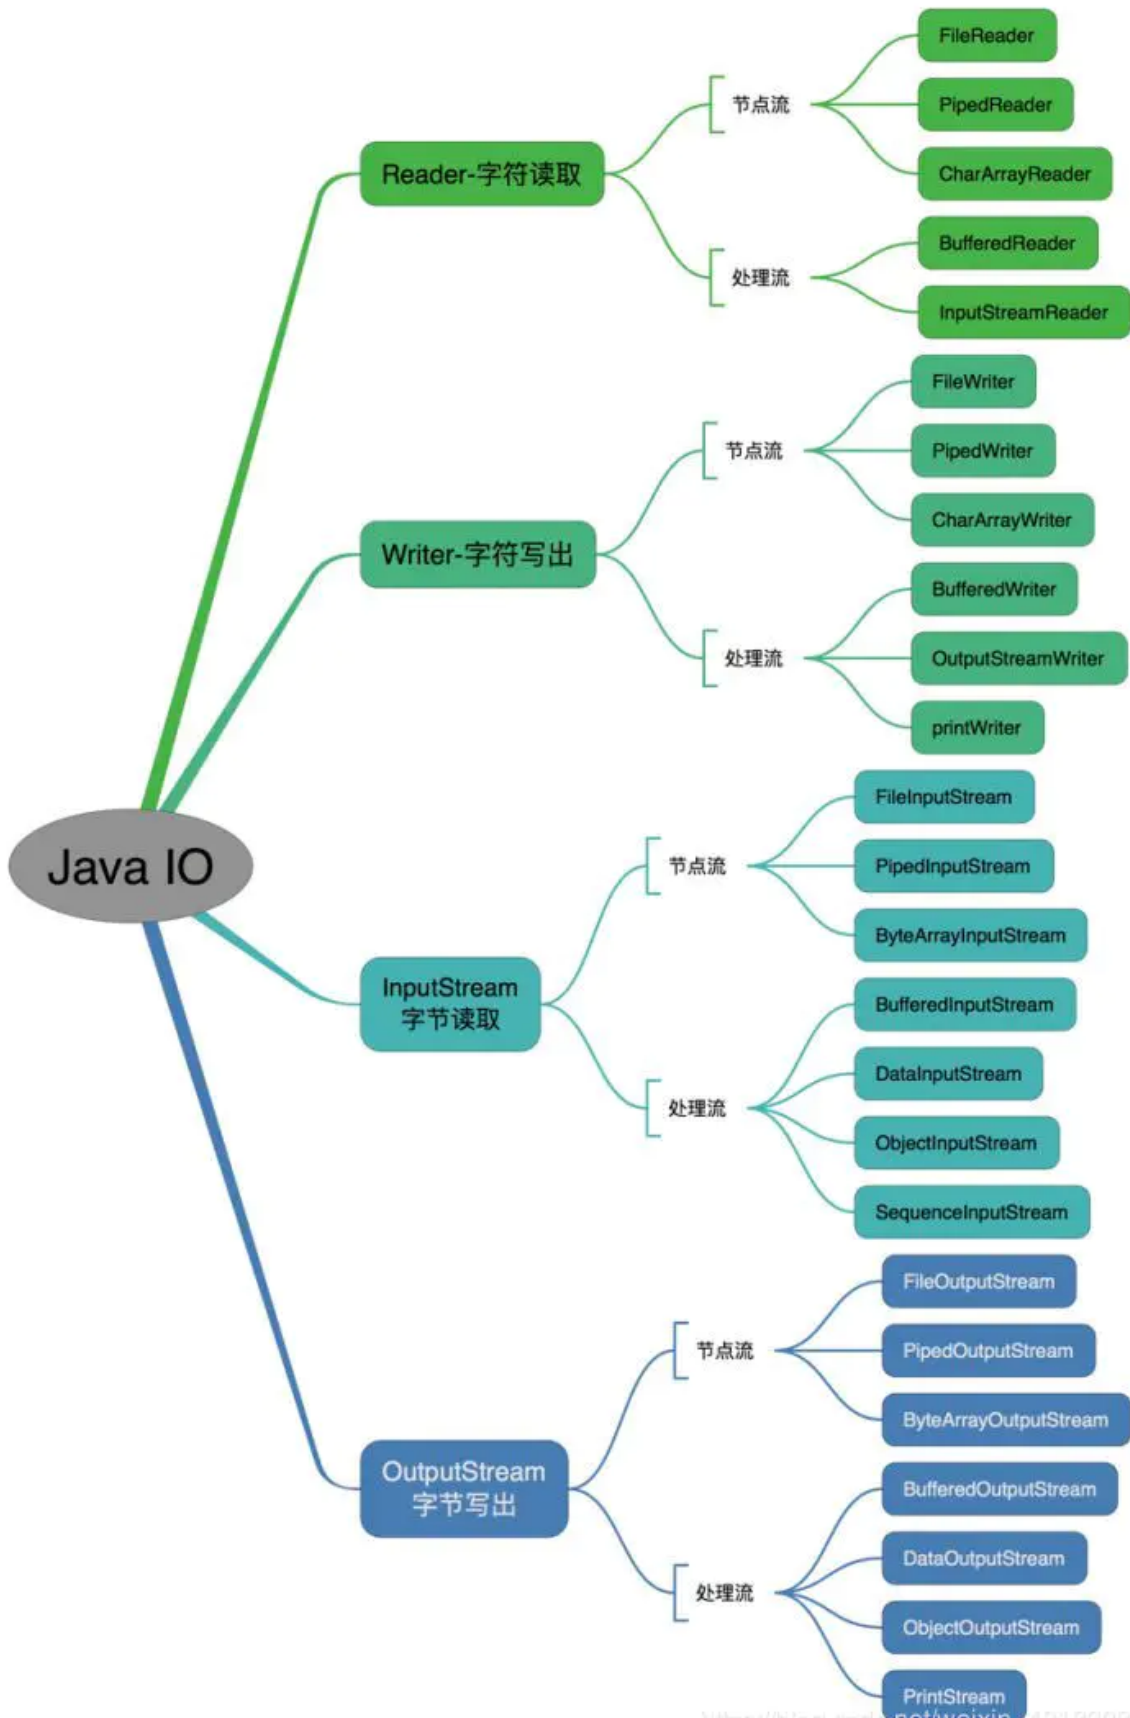 Java IO
Reader-字符读取
节点流
FileReader
PipedReader
CharArrayReader
处理流
BufferedReader
InputStreamReader
Writer-字符写出
节点流
FileWriter
PipedWriter
CharArrayWriter
处理流
BufferedWriter
OutputStreamWriter
printWriter
InputStream
字节读取
节点流
FileInputStream
PipedInputStream
ByteArrayInputStream
处理流
BufferedInputStream
DataInputStream
ObjectInputStream
SequenceInputStream
OutputStream
字节写出
节点流
FileOutputStream
PipedOutputStream
ByteArrayOutputStream
处理流
BufferedOutputStream
DataOutputStream
ObjectOutputStream
PrintStream